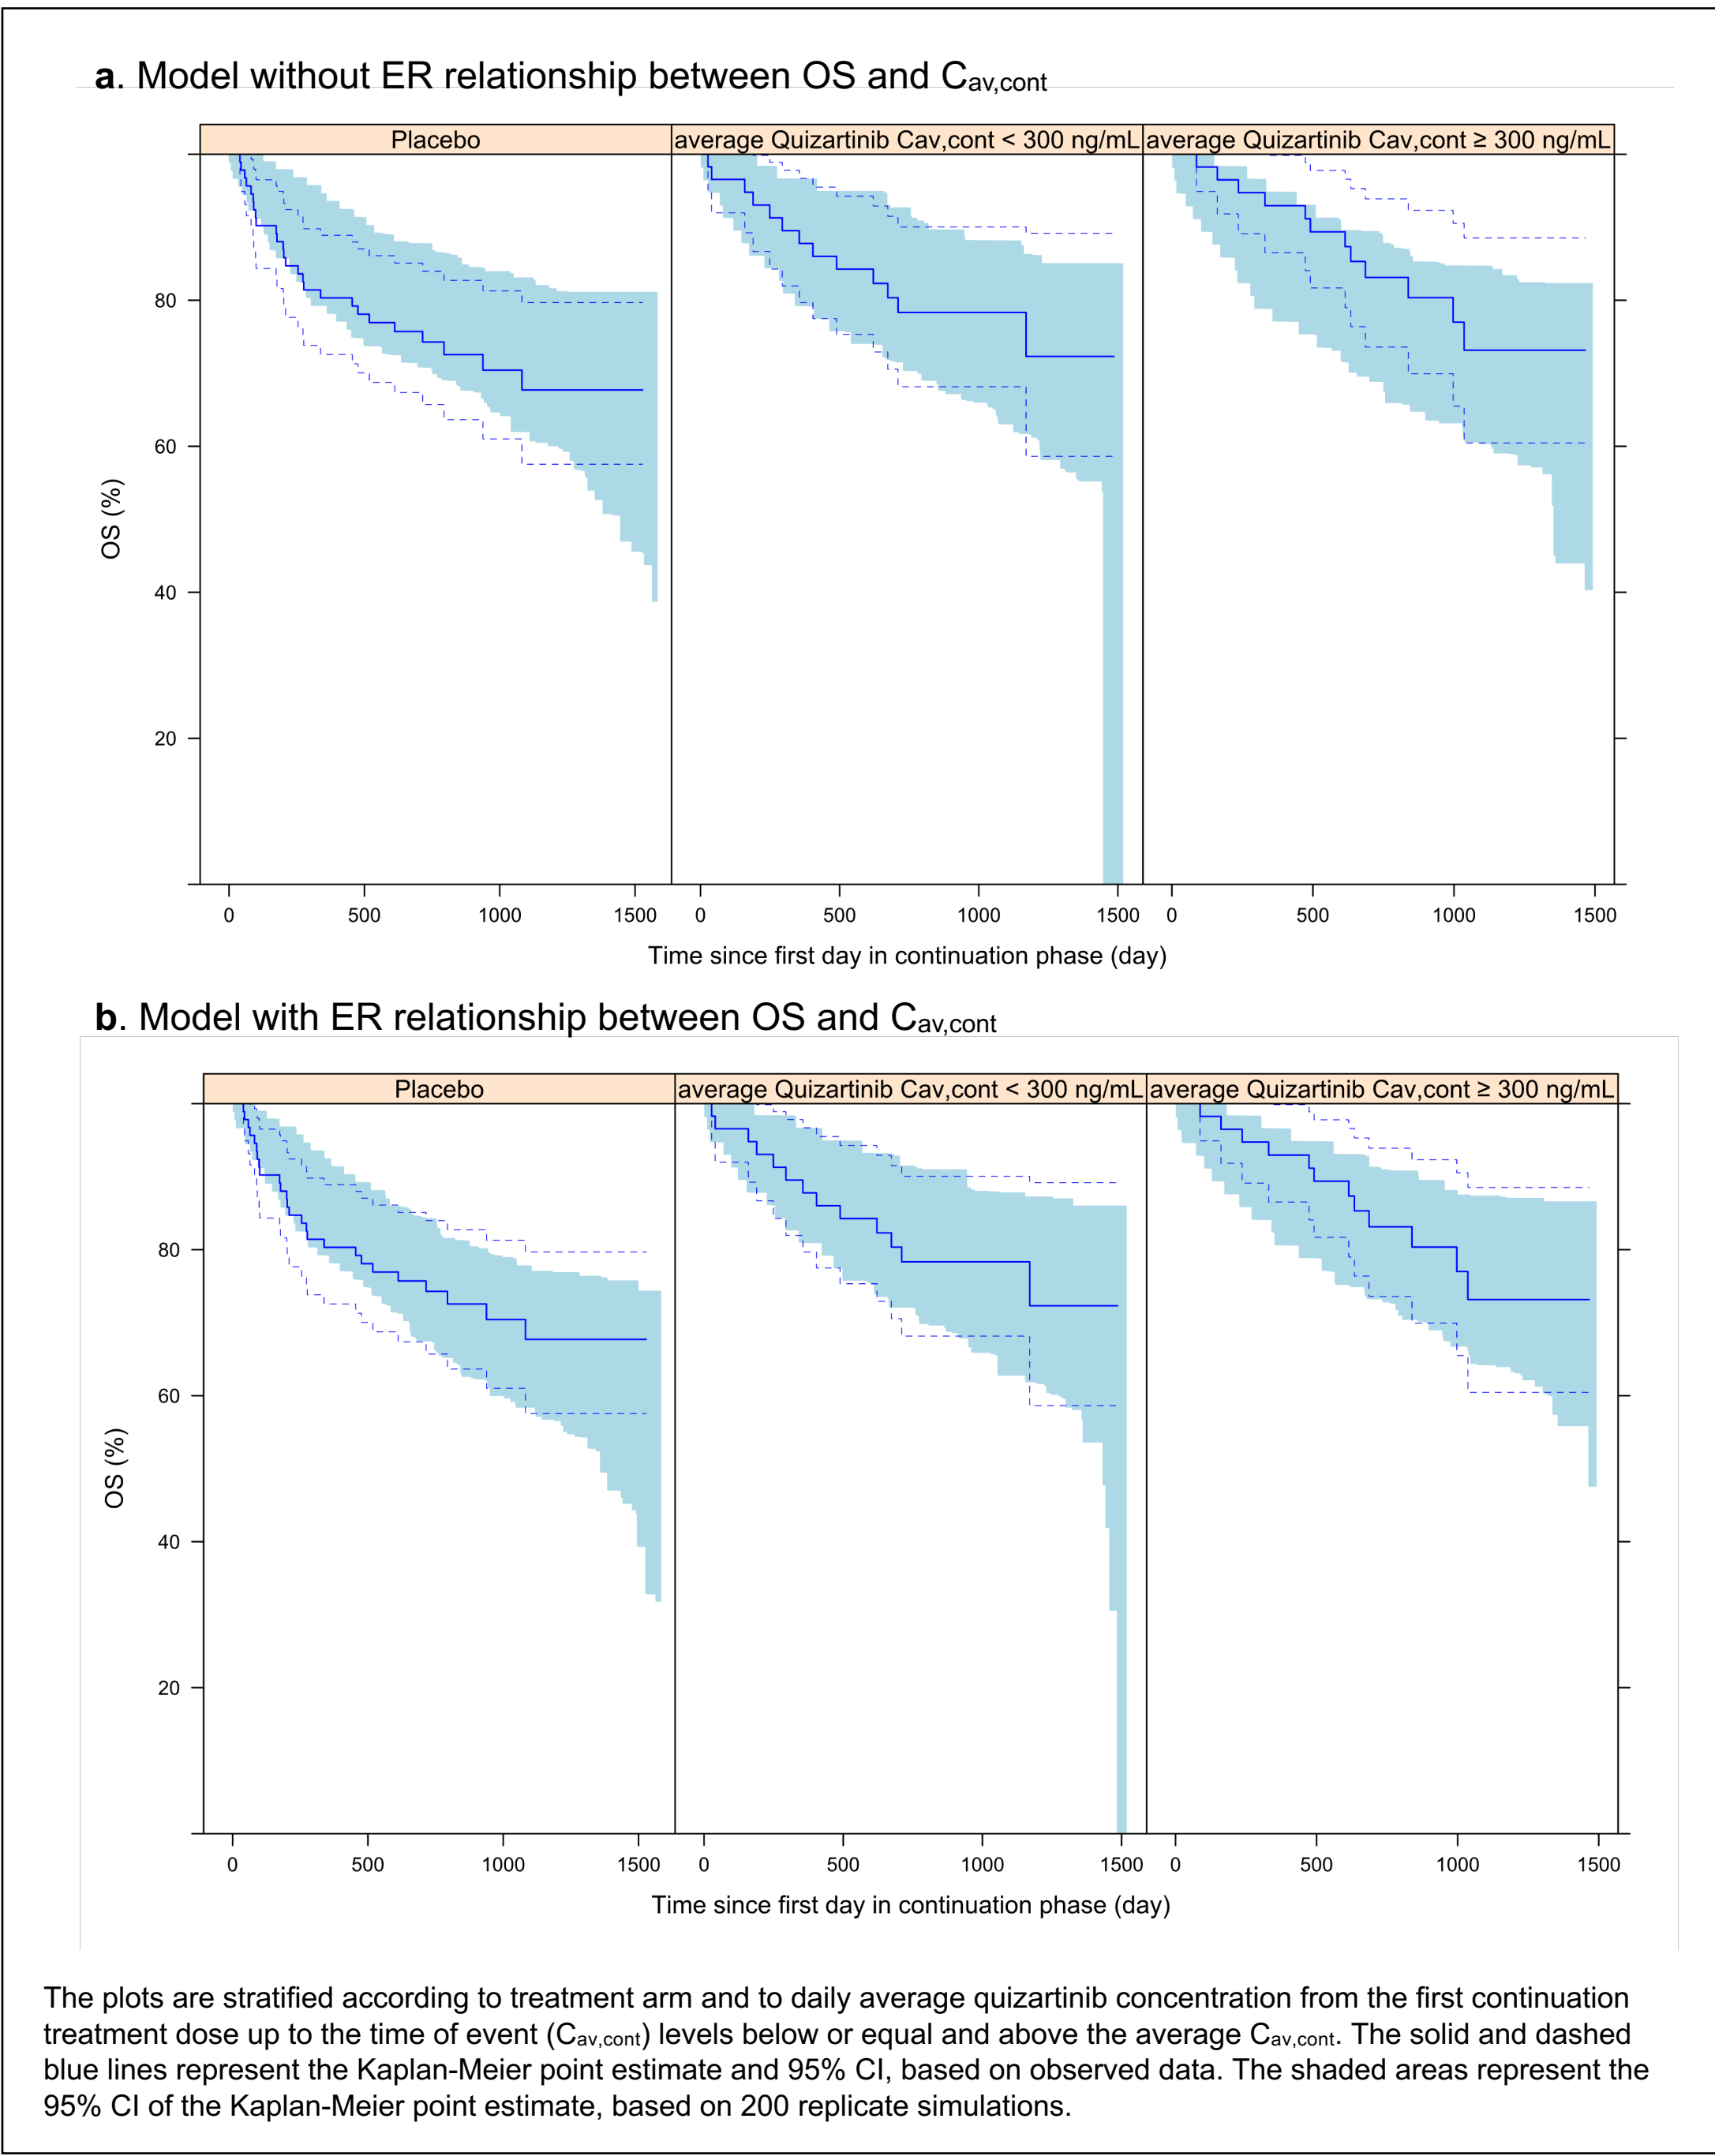 a. Model without ER relationship between OS and Cav,cont
Placebo
average Quizartinib Cav,cont < 300 ng/mL
average Quizartinib Cav,cont ≥ 300 ng/mL
80
60
40
20
OS (%)
0 500 1000 1500
0 500 1000 1500
0 500 1000 1500
Time since first day in continuation phase (day)
b. Model with ER relationship between OS and Cav,cont
Placebo
average Quizartinib Cav,cont < 300 ng/mL
average Quizartinib Cav,cont ≥ 300 ng/mL
80
60
40
20
OS (%)
0 500 1000 1500
0 500 1000 1500
0 500 1000 1500
Time since first day in continuation phase (day)
The plots are stratified according to treatment arm and to daily average quizartinib concentration from the first continuation
treatment dose up to the time of event (Cav,cont) levels below or equal and above the average Cav,cont. The solid and dashed
blue lines represent the Kaplan-Meier point estimate and 95% CI, based on observed data. The shaded areas represent the
95% CI of the Kaplan-Meier point estimate, based on 200 replicate simulations.